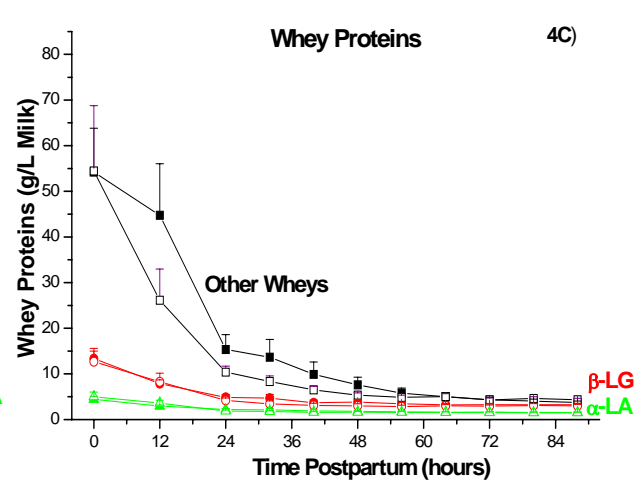 Whey Proteins
4C)
Whey Proteins (g/L Milk)
80
70
60
50
40
30
20
10
0
Other Wheys
β-LG
α-LA
0 12 24 36 48 60 72 84
Time Postpartum (hours)